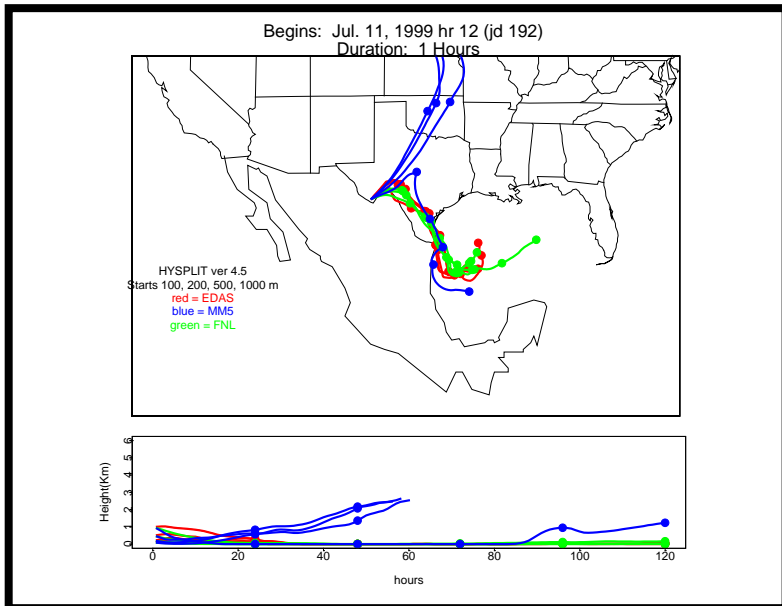 Begins:  Jul. 11, 1999 hr 12 (jd 192)
Duration:  1 Hours
HYSPLIT ver 4.5
Starts 100, 200, 500, 1000 m
red = EDAS
blue = MM5
green = FNL
Height(Km)
6
5
4
3
2
1
0
0 20 40 60 80 100 120
hours